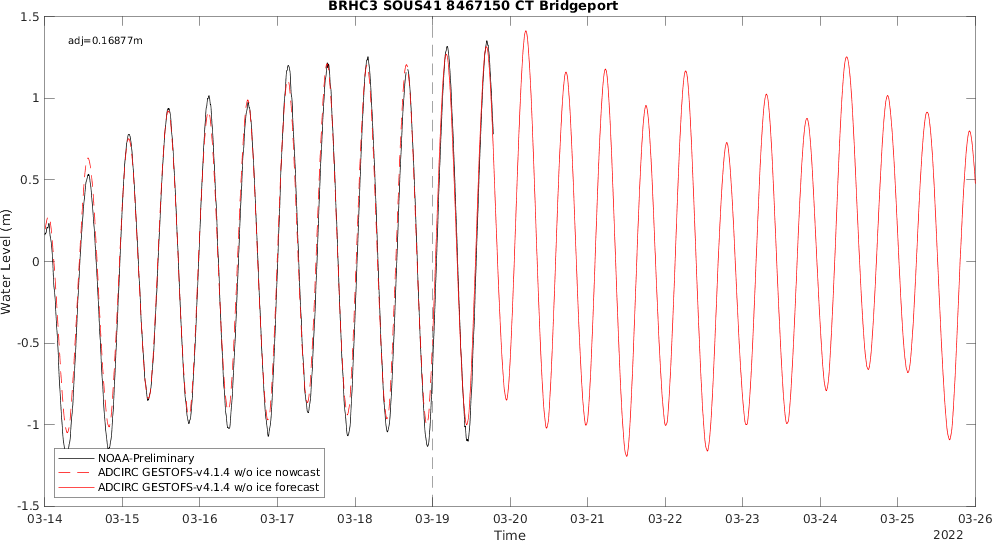 BRHC3 SOUS41 8467150 CT Bridgeport
adj=0.16877m
1.5
1
0.5
0
-0.5
-1
-1.5
Water Level (m)
NOAA-Preliminary
ADCIRC GESTOFS-v4.1.4 w/o ice nowcast
ADCIRC GESTOFS-v4.1.4 w/o ice forecast
03-14 03-15 03-16 03-17 03-18 03-19 03-20 03-21 03-22 03-23 03-24 03-25 03-26
Time
2022